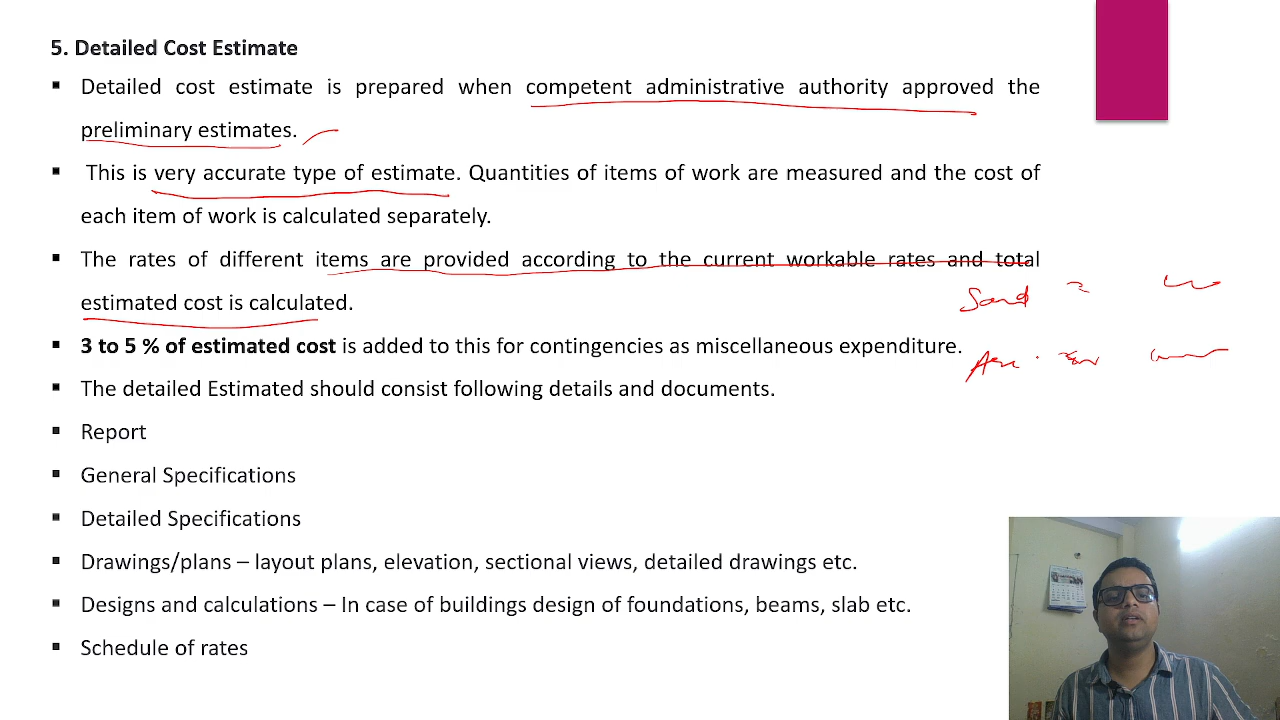 5. Detailed Cost Estimate
▪ Detailed cost estimate is prepared when competent administrative authority approved the
preliminary estimates.
▪ This is very accurate type of estimate. Quantities of items of work are measured and the cost of
each item of work is calculated separately.
▪ The rates of different items are provided according to the current workable rates and total
estimated cost is calculated.
Sand
▪ 3 to 5 % of estimated cost is added to this for contingencies as miscellaneous expenditure.
▪ The detailed Estimated should consist following details and documents.
▪ Report
▪ General Specifications
▪ Detailed Specifications
▪ Drawings/plans – layout plans, elevation, sectional views, detailed drawings etc.
▪ Designs and calculations – In case of buildings design of foundations, beams, slab etc.
▪ Schedule of rates